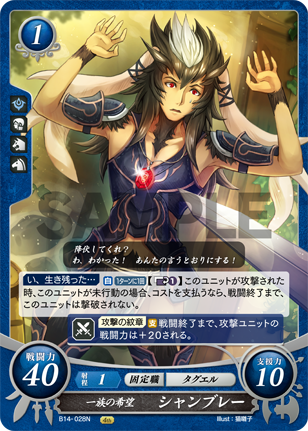 1
SAMPLE
降伏してくれ？
わ、わかった！　あんたの言うとおりにする！
い、生き残った… 自 [1ターンに1回] [1] このユニットが攻撃された
時、このユニットが未行動の場合、コストを支払うなら、戦闘終了まで、
このユニットは撃破されない。
攻撃の紋章 支 戦闘終了まで、攻撃ユニット
の戦闘力は＋20される。
戦闘力
40
射程 1 固定職 タグエル
支援力
10
一族の希望 シャンブレー
B14-028N
Illust：猫囃子